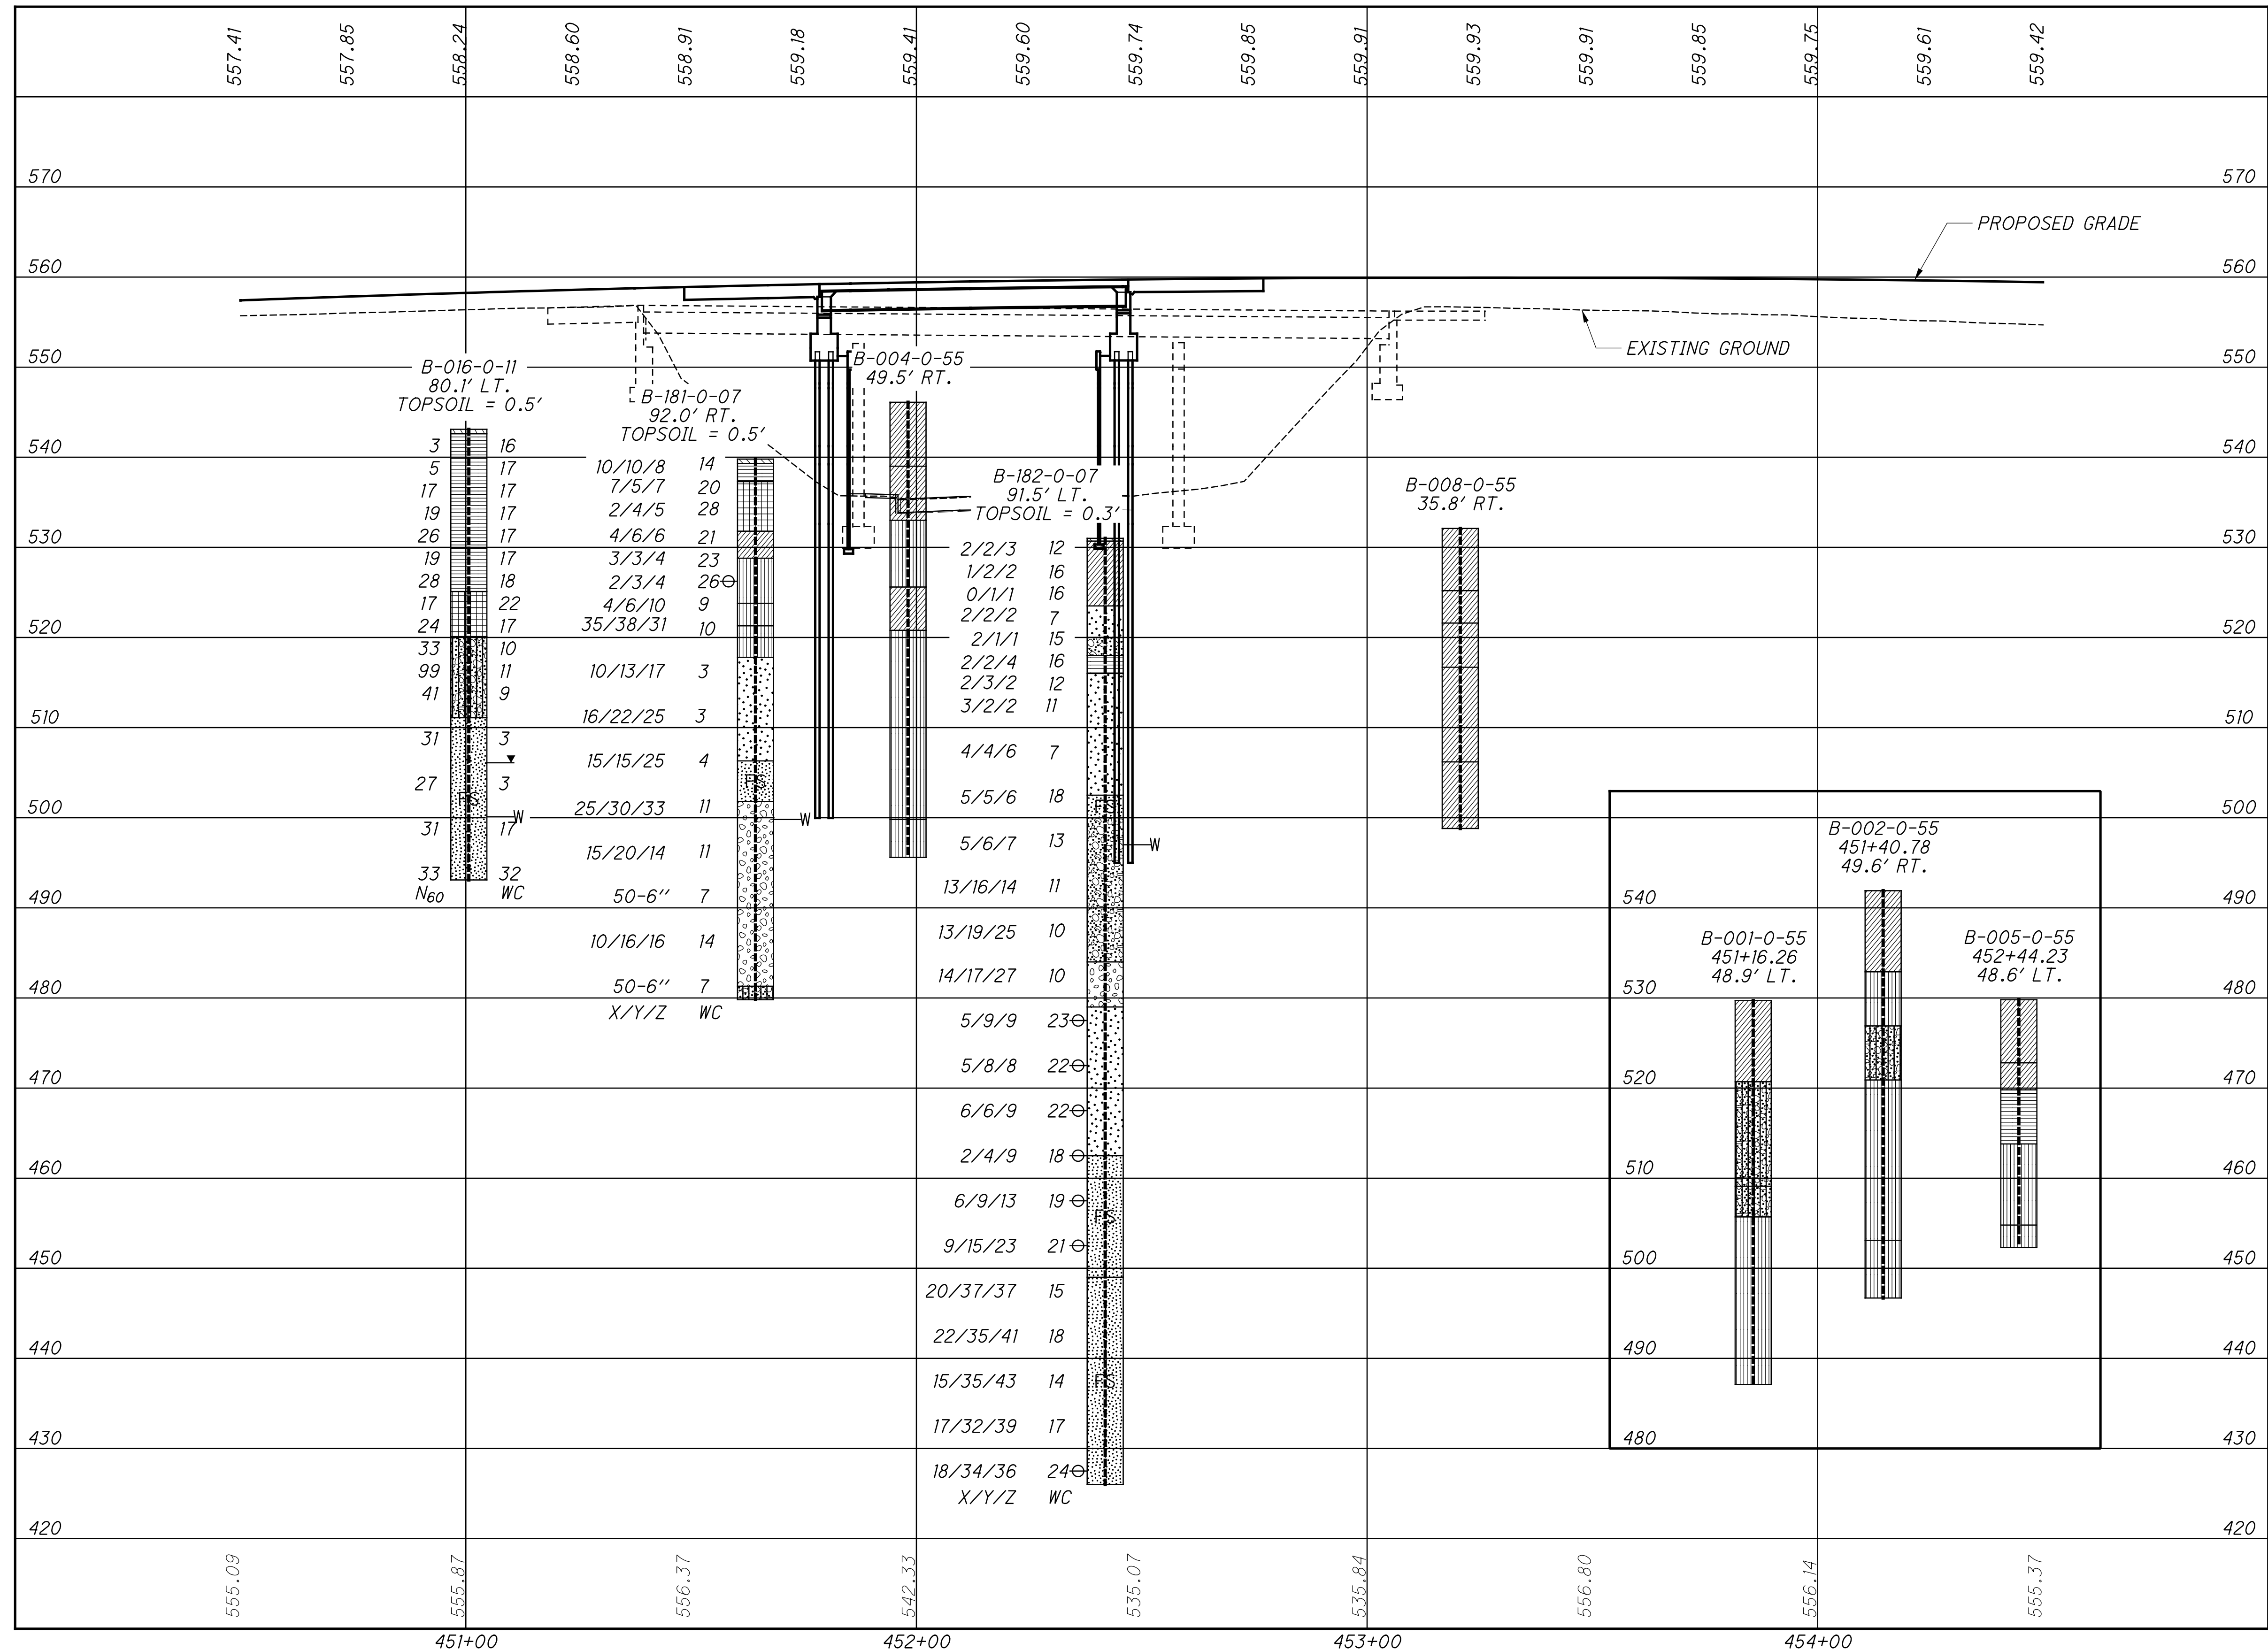 557.41 557.85 558.24 558.60 558.91 559.18 559.41 559.60 559.74 559.85 559.91 559.93 559.91 559.85 559.75 559.61 559.42
570 570
PROPOSED GRADE
560 560
EXISTING GROUND
550 550
B-016-0-11
80.1' LT.
TOPSOIL = 0.5'
3 16
5 17
17 17
19 17
26 17
19 17
28 18
17 22
24 17
33 10
99 11
41 9
31 3
27 3
FS
W
31 17
33 32
N60 WC
B-181-0-07
92.0' RT.
TOPSOIL = 0.5'
10/10/8 14
7/5/7 20
2/4/5 28
4/6/6 21
3/3/4 23
2/3/4 26
4/6/10 9
35/38/31 10
10/13/17 3
16/22/25 3
15/15/25 4
FS
25/30/33 11
W
15/20/14 11
50-6'' 7
10/16/16 14
50-6'' 7
X/Y/Z WC
B-004-0-55
49.5' RT.
B-182-0-07
91.5' LT.
TOPSOIL = 0.3'
2/2/3 12
1/2/2 16
0/1/1 16
2/2/2 7
2/1/1 15
2/2/4 16
2/3/2 12
3/2/2 11
4/4/6 7
5/5/6 18
FS
5/6/7 13
W
13/16/14 11
13/19/25 10
14/17/27 10
5/9/9 23
5/8/8 22
6/6/9 22
2/4/9 18
6/9/13 19
FS
9/15/23 21
20/37/37 15
22/35/41 18
15/35/43 14
FS
17/32/39 17
18/34/36 24
X/Y/Z WC
B-008-0-55
35.8' RT.
540 540
530 530
520 520
510 510
500 500
490 490
480 480
470 470
460 460
450 450
440 440
430 430
420 420
B-002-0-55
451+40.78
49.6' RT.
B-001-0-55
451+16.26
48.9' LT.
B-005-0-55
452+44.23
48.6' LT.
540
530
520
510
500
490
480
555.09 555.87 556.37 542.33 535.07 535.84 556.80 556.14 555.37
451+00 452+00 453+00 454+00